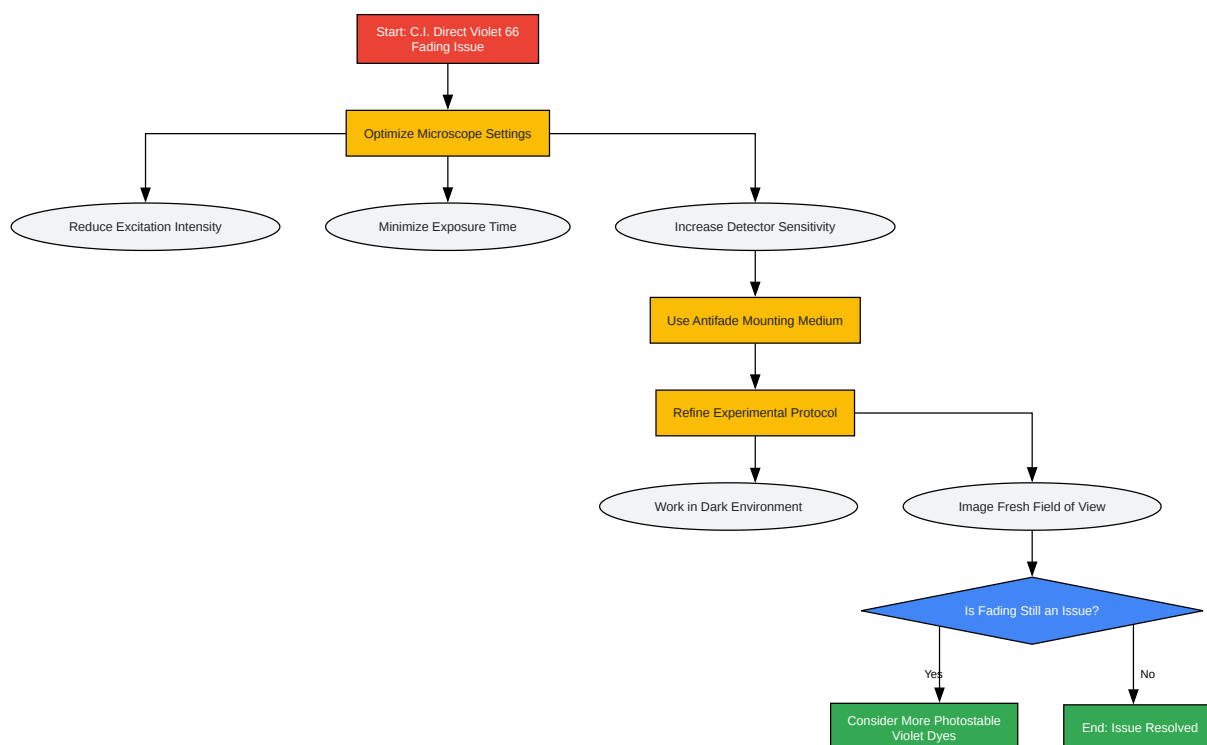 Start: C.I. Direct Violet 66
Fading Issue
Optimize Microscope Settings
Reduce Excitation Intensity
Minimize Exposure Time
Increase Detector Sensitivity
Use Antifade Mounting Medium
Refine Experimental Protocol
Work in Dark Environment
Image Fresh Field of View
Is Fading Still an Issue?
Yes
No
Consider More Photostable
Violet Dyes
End: Issue Resolved